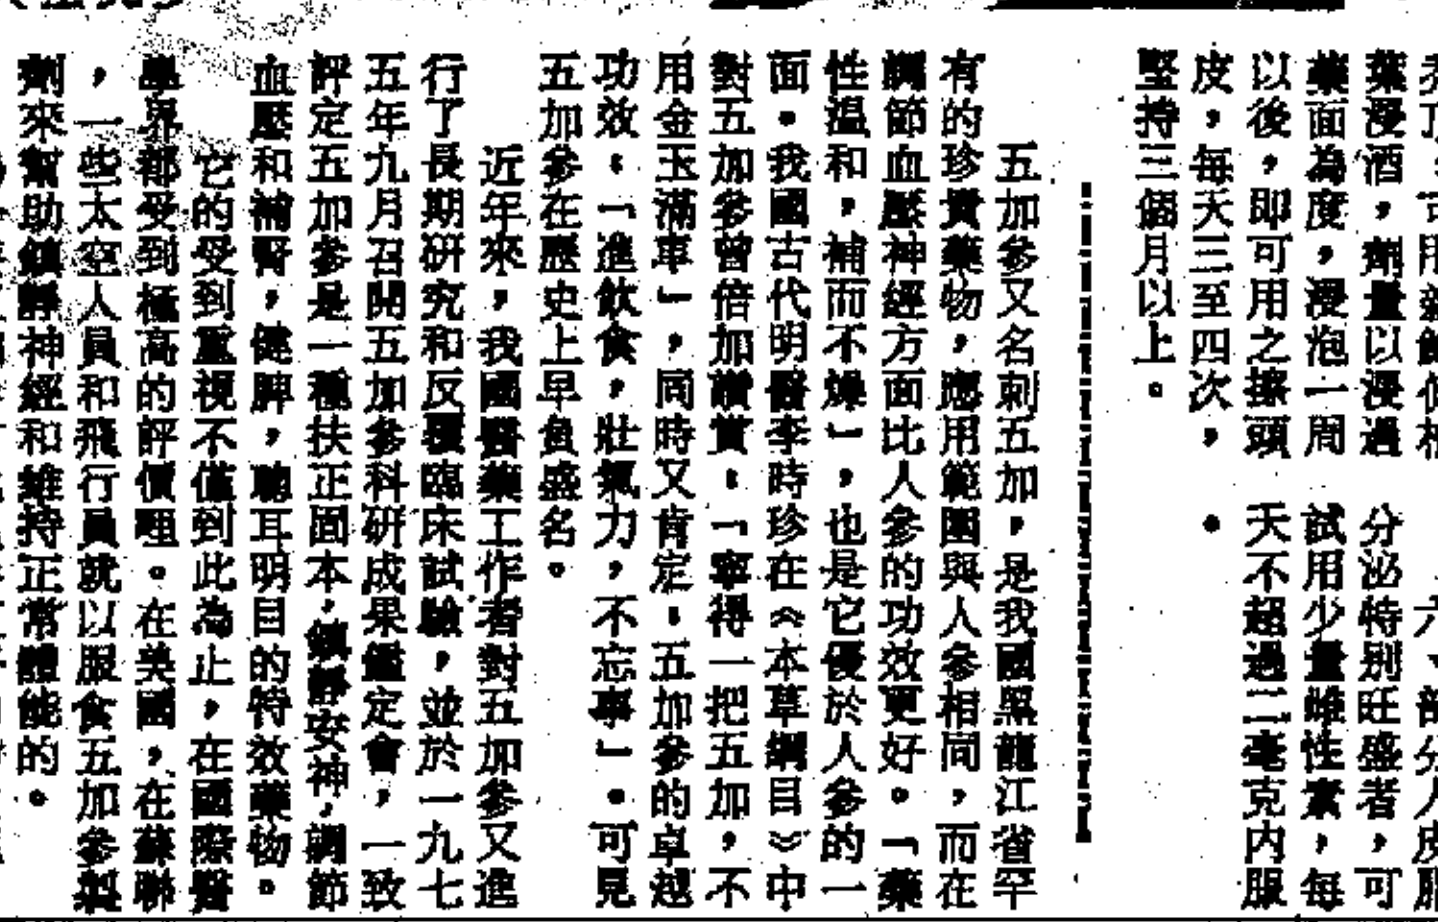 葉浸酒，劑量以浸過
藥面為度，浸泡一周
以後，即可用之擦頭
皮，每天三至四次，
堅持三個月以上。
六、部分人皮脂
分泌特别旺盛者，可
試用少量雌性素，每
天不超過二毫克内服
。
五加參又名刺五加，是我國黑龍江省罕
有的珍貴藥物，應用範圍與人參相同，而在
調節血壓神經方面比人參的功效更好。「藥
性溫和，補而不燥」，也是它優於人參的一
面。我國古代明醫李時珍在《本草綱目》中
對五加參曾倍加讚賞：「寧得一把五加，不
用金玉滿車」，同時又肯定：五加參的卓越
功效：「進飲食，壯氣力，不忘事」。可見
五加參在歷史上早負盛名。
近年來，我國醫藥工作者對五加參又進
行了長期研究和反覆臨床試驗，並於一九七
五年九月召開五加參科研成果鑑定會，一致
評定五加參是一種扶正固本，鎮靜安神，調節
血壓和補腎，健脾，聰耳明目的特效藥物。
它的受到重視不僅到此為止，在國際醫
學界都受到極高的評價哩。在美國，在蘇聯
，一些太空人員和飛行員就以服食五加參製
劑來幫助鎮靜神經和維持正常體能的。